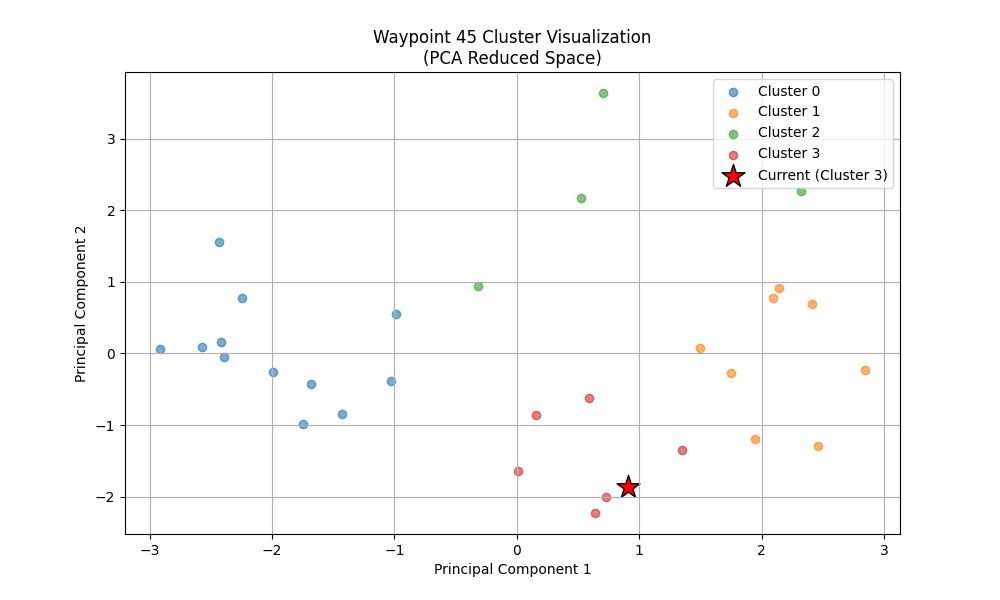 Waypoint 45 Cluster Visualization
(PCA Reduced Space)
Cluster 0
Cluster 1
Cluster 2
Cluster 3
Current (Cluster 3)
Principal Component 2
3
2
1
0
−1
−2
−3
−2
−1
0
1
2
3
Principal Component 1